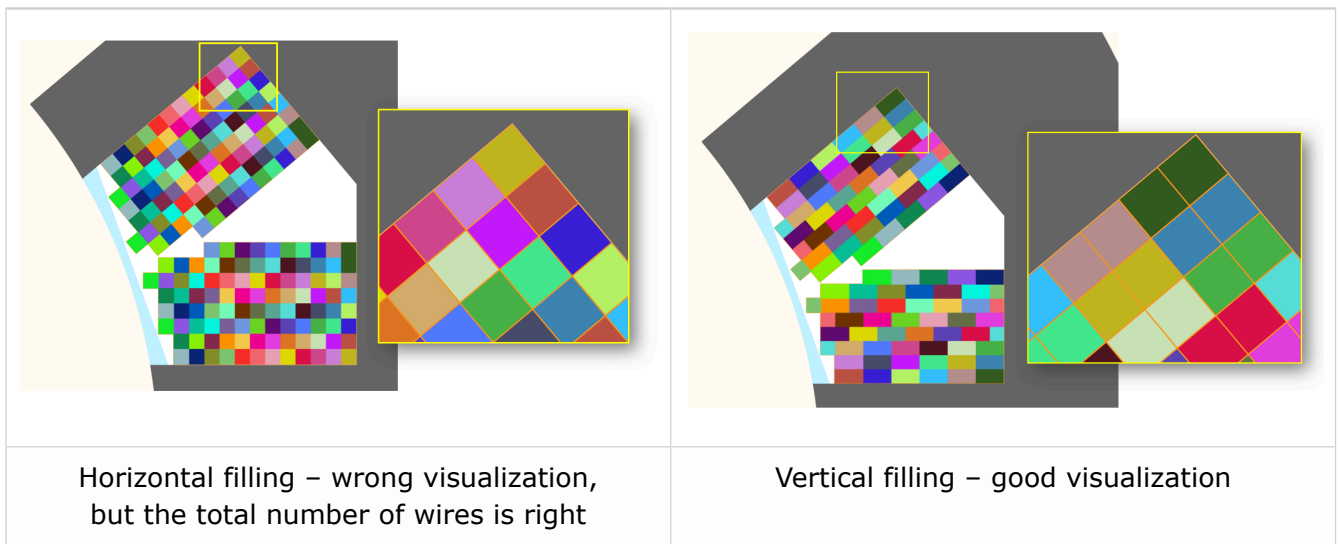 Horizontal filling – wrong visualization,
but the total number of wires is right
Vertical filling – good visualization